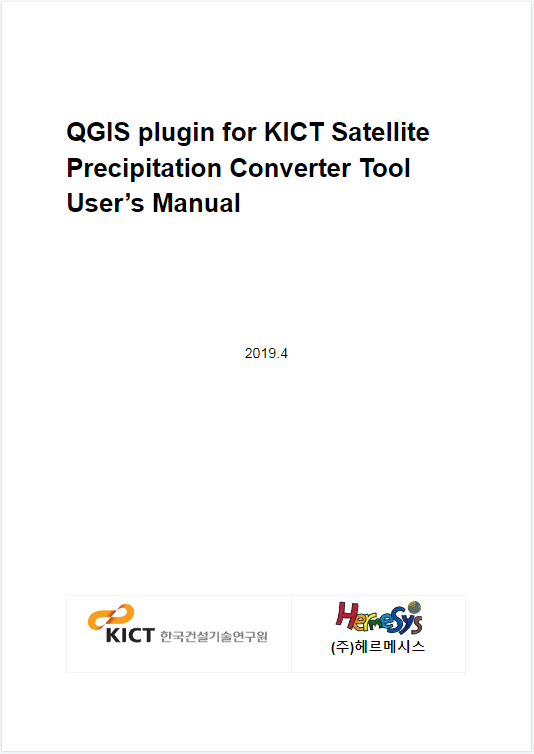 QGIS plugin for KICT Satellite
Precipitation Converter Tool
User’s Manual
2019.4
KICT 한국건설기술연구원
HermeSys
(주)헤르메시스